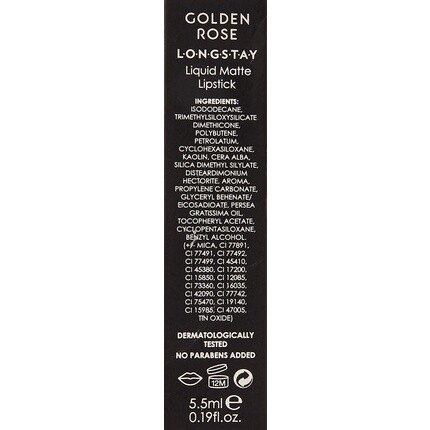 GOLDEN
ROSE
L·O·N·G·S·T·A·Y
Liquid Matte
Lipstick
INGREDIENTS:
ISODODECANE,
TRIMETHYLSILOXYSILICATE
DIMETHICONE,
POLYBUTENE,
PETROLATUM,
CYCLOHEXASILOXANE,
KAOLIN, CERA ALBA,
SILICA DIMETHYL SILYLATE,
DISTEARDIMONIUM
HECTORITE, AROMA,
PROPYLENE CARBONATE,
GLYCERYL BEHENATE/
EICOSADIOATE, PERSEA
GRATISSIMA OIL,
TOCOPHERYL ACETATE,
CYCLOPENTASILOXANE,
BENZYL ALCOHOL.
(+/- MICA, CI 77891,
CI 77491, CI 77492,
CI 77499, CI 45410,
CI 45380, CI 17200,
CI 15850, CI 12085,
CI 73360, CI 16035,
CI 42090, CI 77742,
CI 75470, CI 19140,
CI 15985, CI 47005,
TIN OXIDE)
DERMATOLOGICALLY
TESTED
NO PARABENS ADDED
12M
5.5ml e
0.19fl.oz.